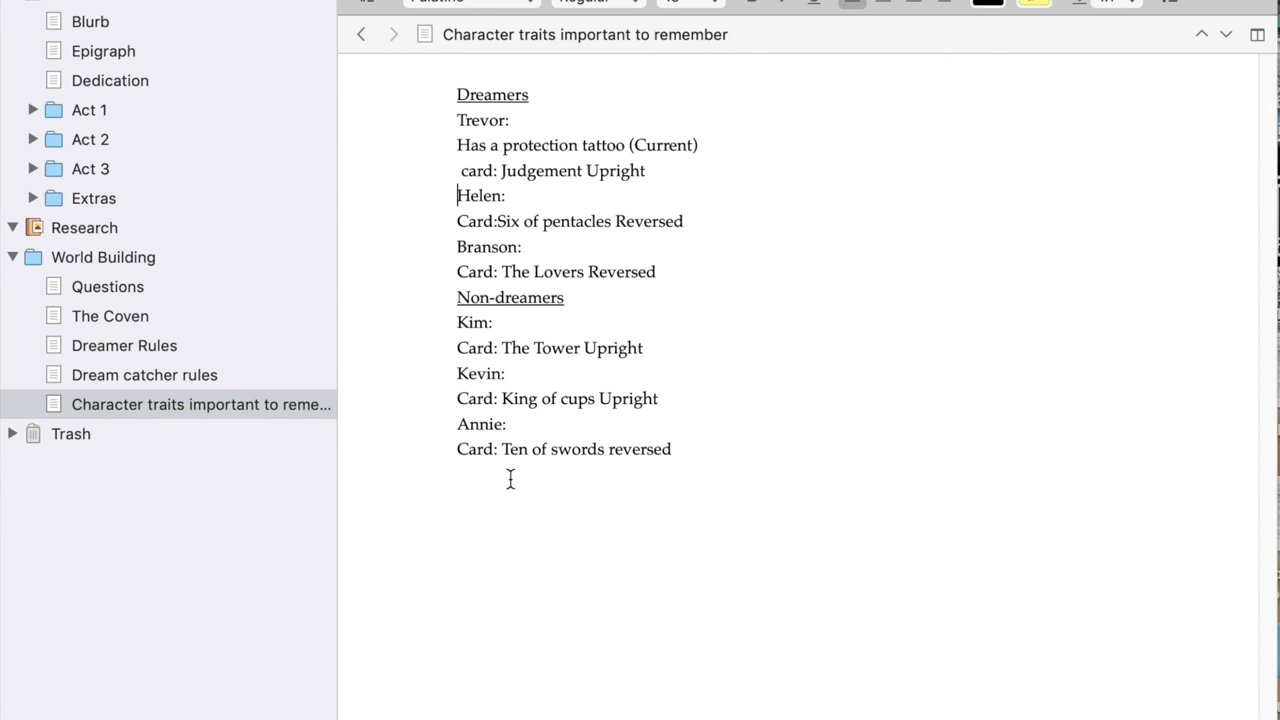 Blurb
Epigraph
Dedication
Act 1
Act 2
Act 3
Extras
Research
World Building
Questions
The Coven
Dreamer Rules
Dream catcher rules
Character traits important to reme...
Trash
Character traits important to remember
Dreamers
Trevor:
Has a protection tattoo (Current)
card: Judgement Upright
Helen:
Card:Six of pentacles Reversed
Branson:
Card: The Lovers Reversed
Non-dreamers
Kim:
Card: The Tower Upright
Kevin:
Card: King of cups Upright
Annie:
Card: Ten of swords reversed